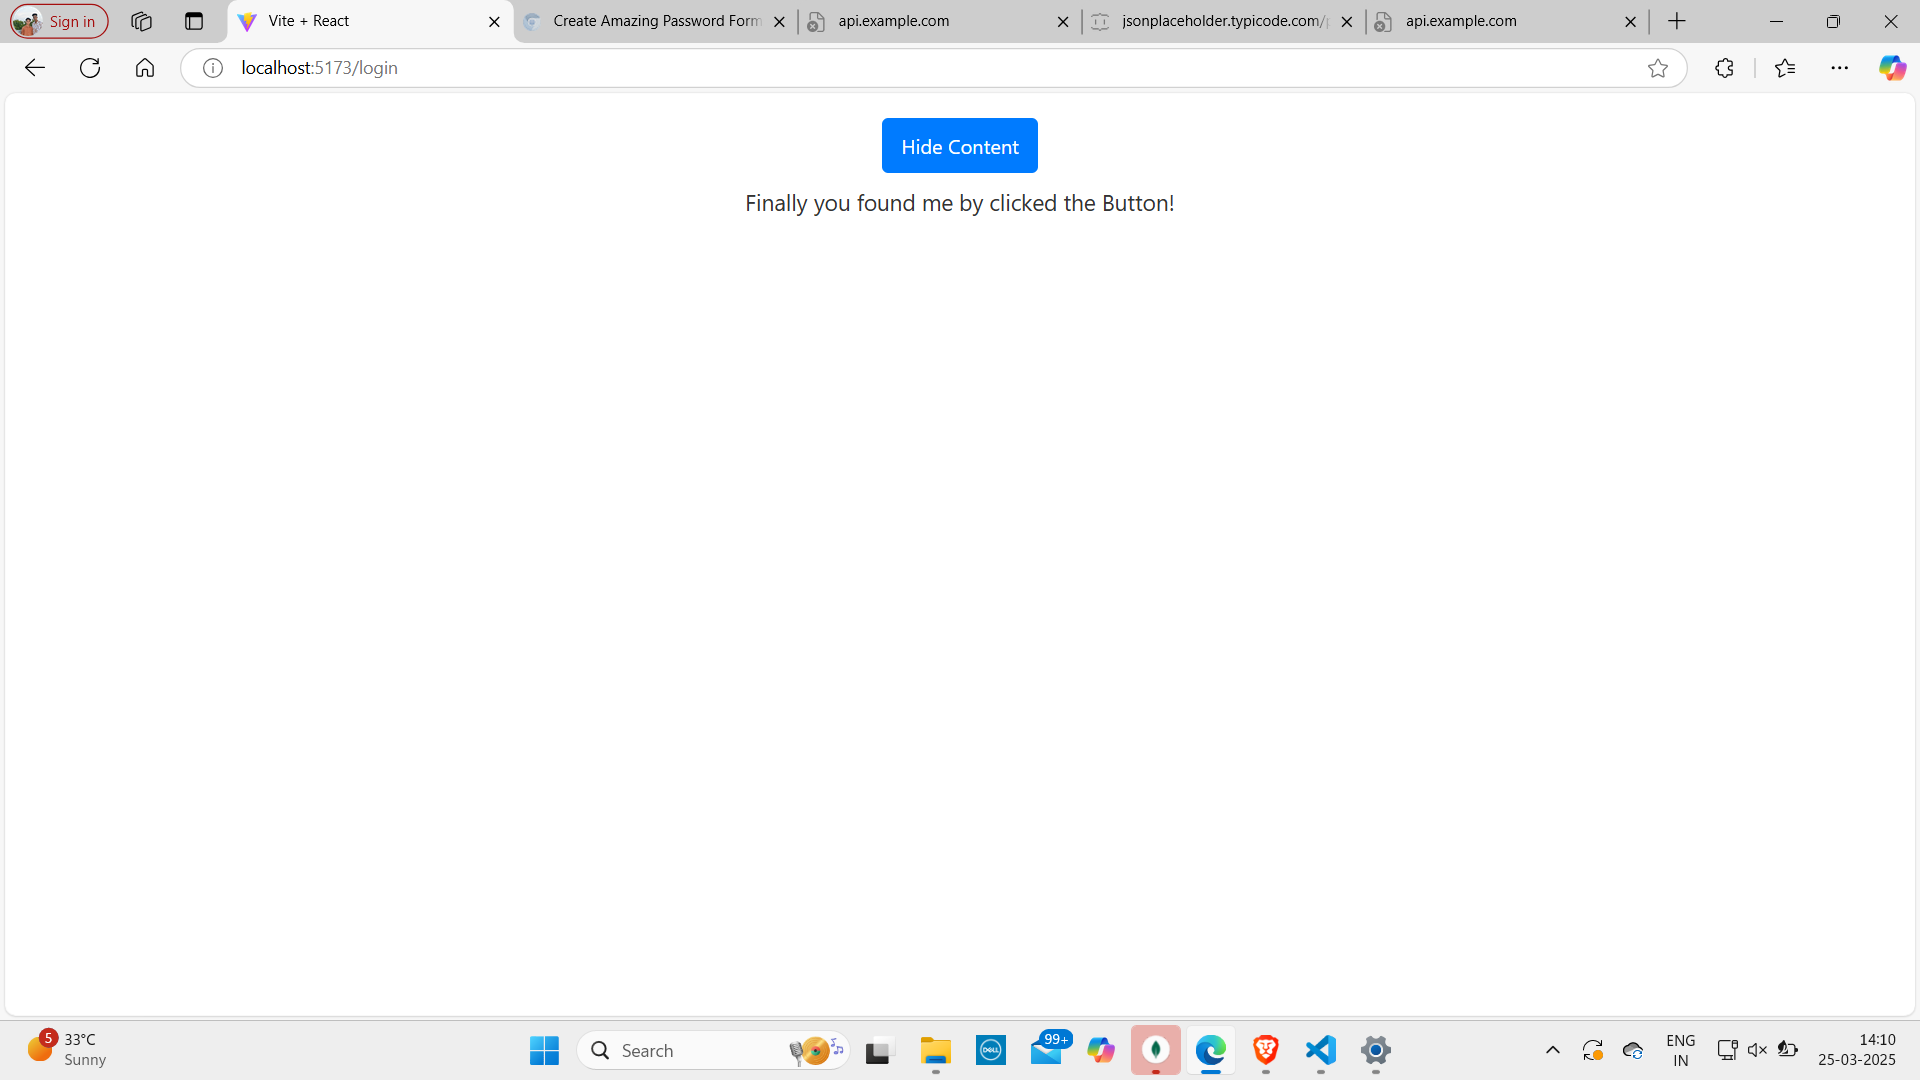 Sign in
Vite + React
Create Amazing Password Form
api.example.com
jsonplaceholder.typicode.com/p
api.example.com
localhost:5173/login
Hide Content
Finally you found me by clicked the Button!
5
33°C
Sunny
Search
DELL
99+
ENG
IN
14:10
25-03-2025